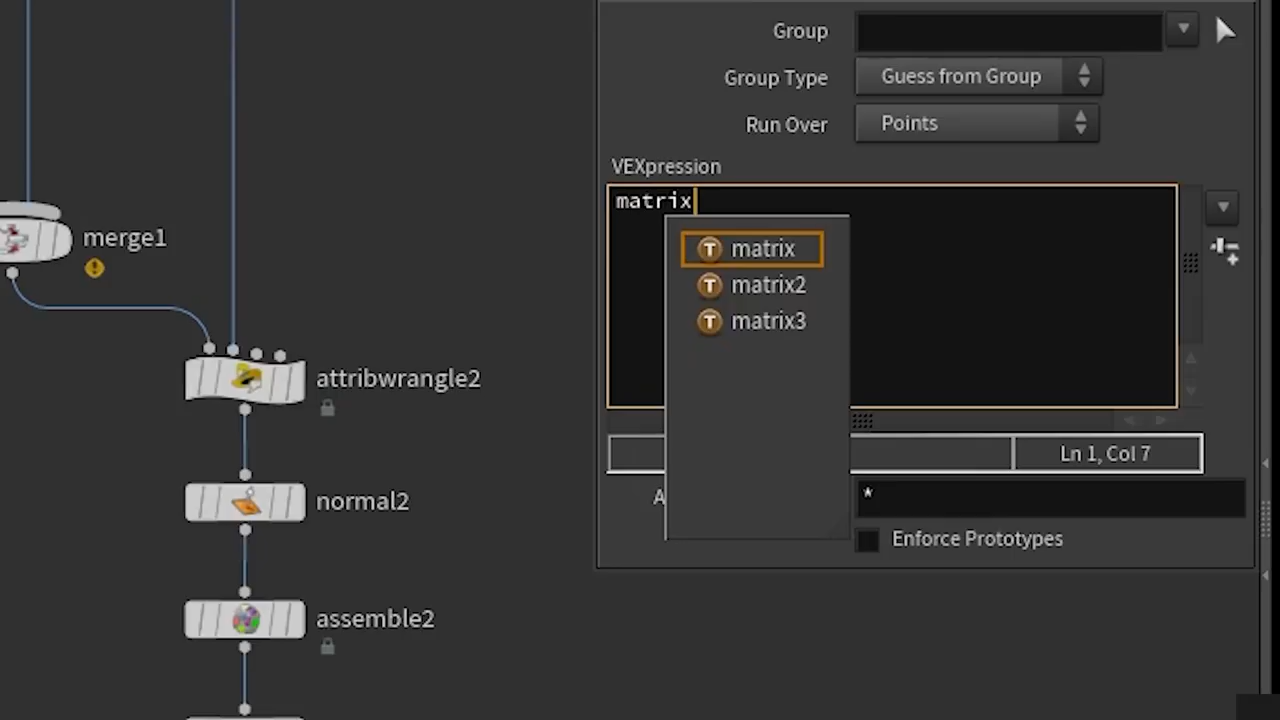 Group
Group Type Guess from Group
Run Over Points
VEXpression
matrix
merge1
T matrix
T matrix2
T matrix3
attribwrangle2
Ln 1, Col 7
normal2
A *
Enforce Prototypes
assemble2